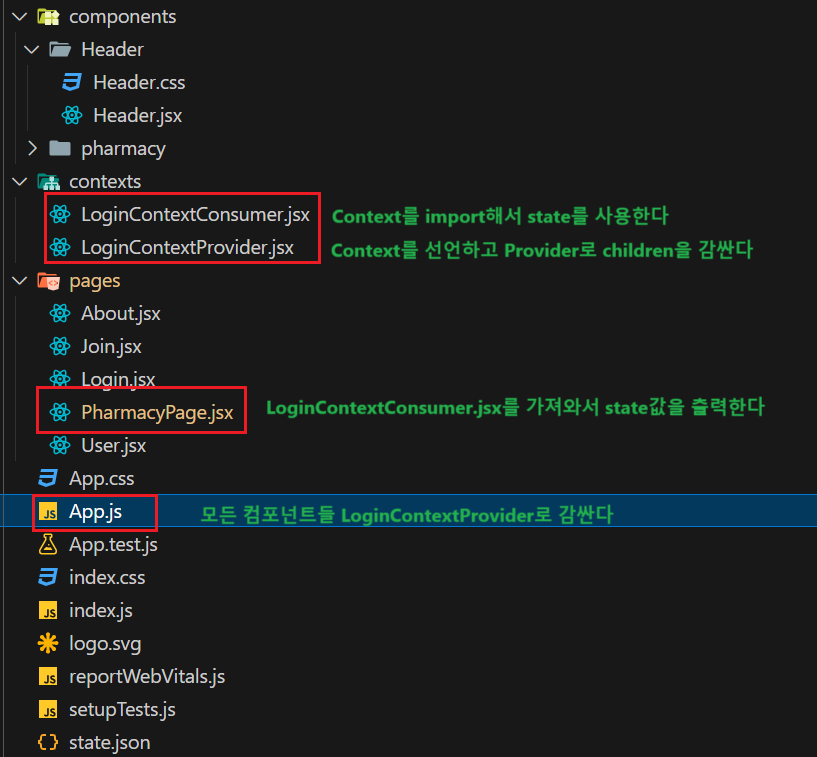 components
Header
Header.css
Header.jsx
pharmacy
contexts
LoginContextConsumer.jsx Context를 import해서 state를 사용한다
LoginContextProvider.jsx Context를 선언하고 Provider로 children을 감싼다
pages
About.jsx
Join.jsx
Login.jsx
PharmacyPage.jsx LoginContextConsumer.jsx를 가져와서 state값을 출력한다
User.jsx
App.css
JS App.js 모든 컴포넌트들 LoginContextProvider로 감싼다
App.test.js
index.css
JS index.js
logo.svg
JS reportWebVitals.js
JS setupTests.js
{} state.json